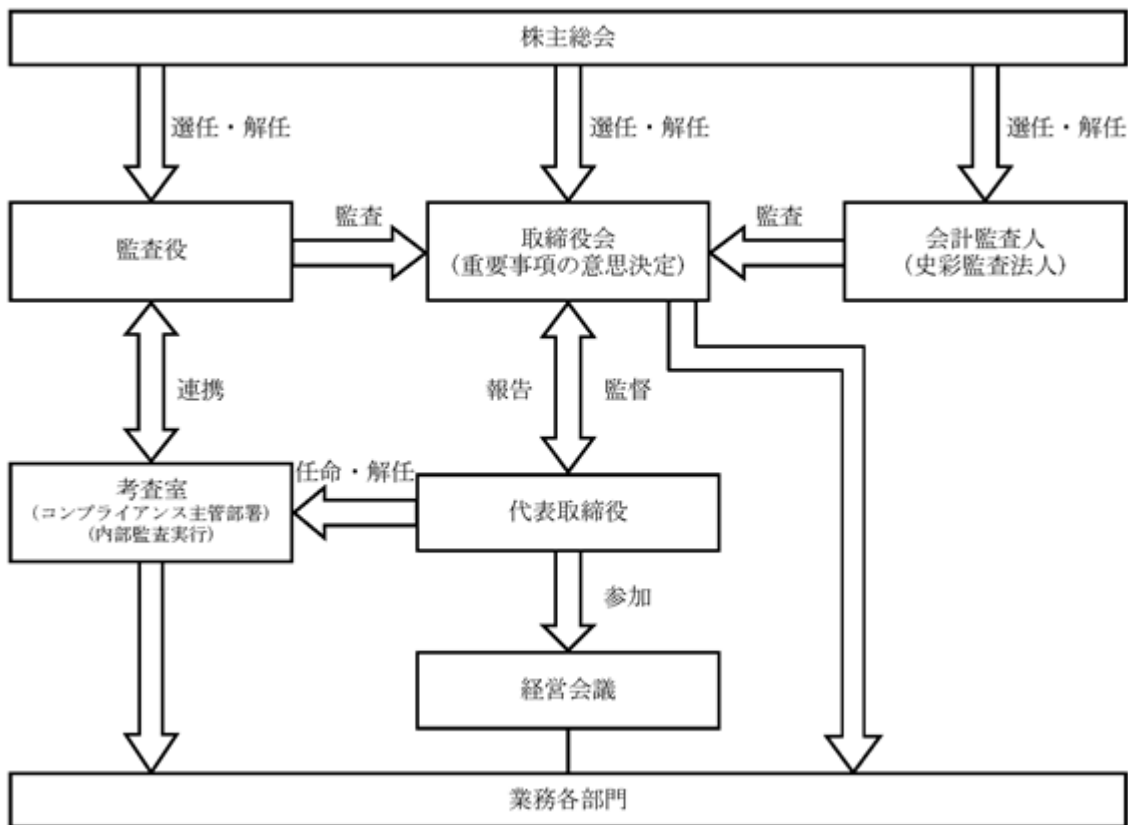 株主総会
選任・解任
選任・解任
選任・解任
監査役
監査
取締役会
(重要事項の意思決定)
監査
会計監査人
(史彩監査法人)
連携
報告
監督
考査室
(コンプライアンス主管部署)
(内部監査実行)
任命・解任
代表取締役
参加
経営会議
業務各部門